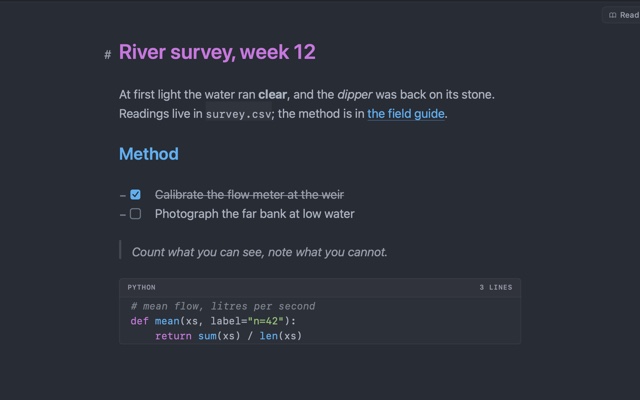 Read
# River survey, week 12
At first light the water ran clear, and the dipper was back on its stone.
Readings live in survey.csv; the method is in the field guide.
Method
– Calibrate the flow meter at the weir
– Photograph the far bank at low water
Count what you can see, note what you cannot.
PYTHON 3 LINES
# mean flow, litres per second
def mean(xs, label="n=42"):
    return sum(xs) / len(xs)